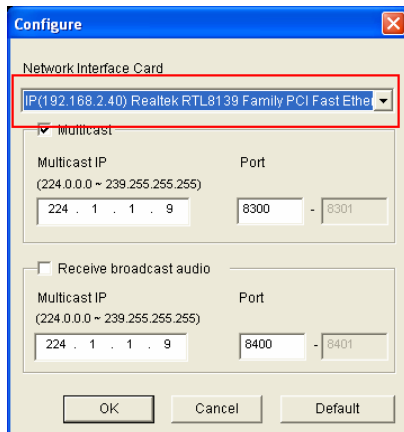 Configure
Network Interface Card
IP(192.168.2.40) Realtek RTL8139 Family PCI Fast Ether
Multicast
Multicast IP Port
(224.0.0.0 ~ 239.255.255.255)
224 . 1 . 1 . 9 8300 - 8301
Receive broadcast audio
Multicast IP Port
(224.0.0.0 ~ 239.255.255.255)
224 . 1 . 1 . 9 8400 - 8401
OK Cancel Default